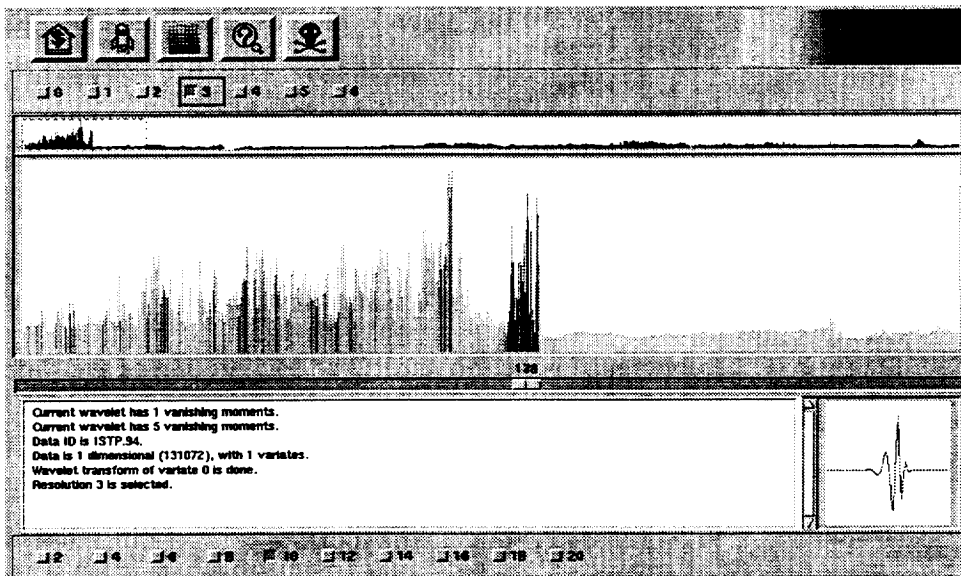 0 1 2 3 4 5 6
128
Current wavelet has 1 vanishing moments.
Current wavelet has 5 vanishing moments.
Data ID is ISTP.94.
Data is 1 dimensional (131072), with 1 variates.
Wavelet transform of variate 0 is done.
Resolution 3 is selected.
2 4 6 8 10 12 14 16 18 20